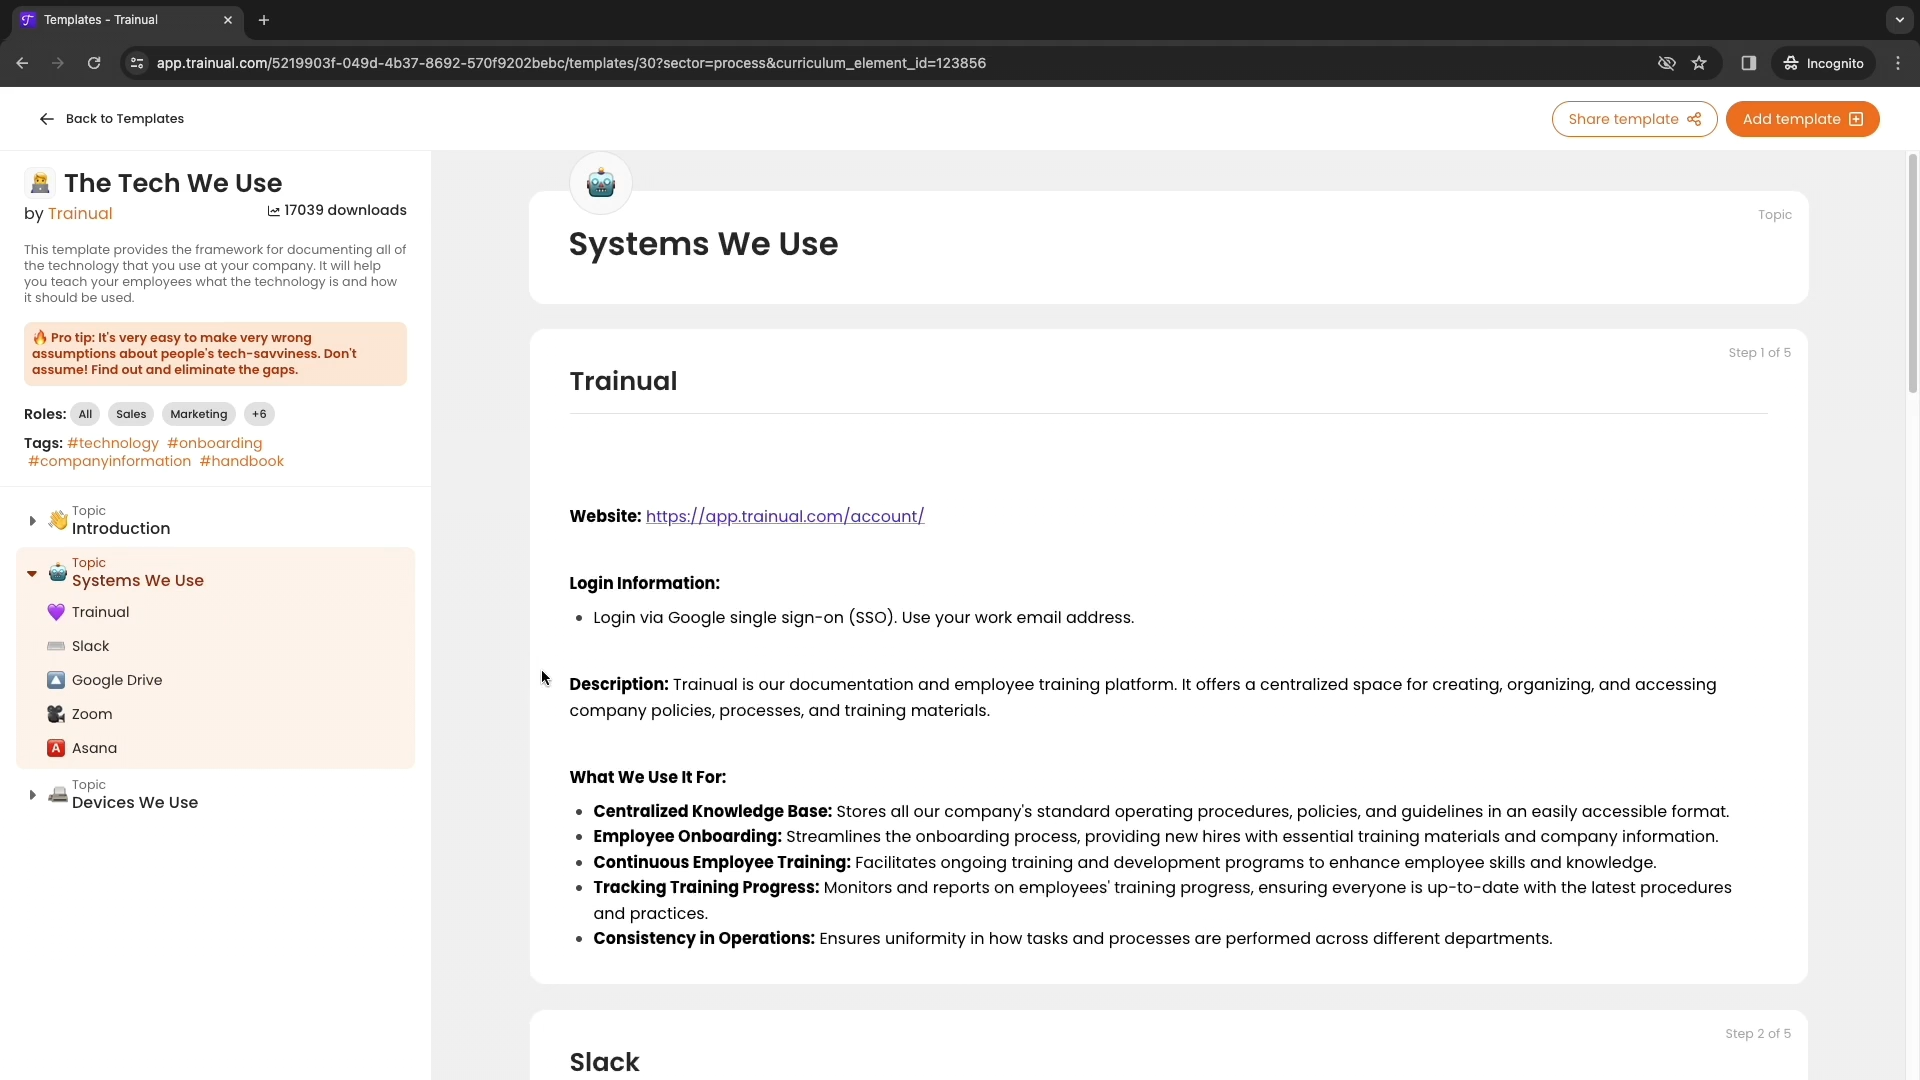 Templates - Trainual
app.trainual.com/5219903f-049d-4b37-8692-570f9202bebc/templates/30?sector=process&curriculum_element_id=123856
Incognito
Back to Templates
Share template
Add template
The Tech We Use
by Trainual
17039 downloads
This template provides the framework for documenting all of
the technology that you use at your company. It will help
you teach your employees what the technology is and how
it should be used.
🔥 Pro tip: It's very easy to make very wrong
assumptions about people's tech-savviness. Don't
assume! Find out and eliminate the gaps.
Roles: All Sales Marketing +6
Tags: #technology #onboarding
#companyinformation #handbook
Topic
Introduction
Topic
Systems We Use
Trainual
Slack
Google Drive
Zoom
A Asana
Topic
Devices We Use
Topic
Systems We Use
Step 1 of 5
Trainual
Website: https://app.trainual.com/account/
Login Information:
• Login via Google single sign-on (SSO). Use your work email address.
Description: Trainual is our documentation and employee training platform. It offers a centralized space for creating, organizing, and accessing
company policies, processes, and training materials.
What We Use It For:
• Centralized Knowledge Base: Stores all our company's standard operating procedures, policies, and guidelines in an easily accessible format.
• Employee Onboarding: Streamlines the onboarding process, providing new hires with essential training materials and company information.
• Continuous Employee Training: Facilitates ongoing training and development programs to enhance employee skills and knowledge.
• Tracking Training Progress: Monitors and reports on employees' training progress, ensuring everyone is up-to-date with the latest procedures
and practices.
• Consistency in Operations: Ensures uniformity in how tasks and processes are performed across different departments.
Step 2 of 5
Slack